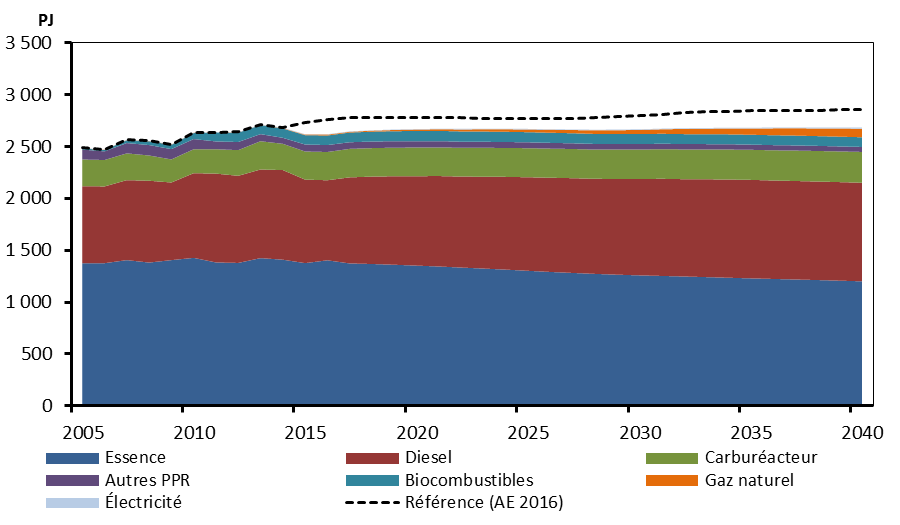 PJ
3 500
3 000
2 500
2 000
1 500
1 000
500
0
2005 2010 2015 2020 2025 2030 2035 2040
Essence Diesel Carburéacteur
Autres PPR Biocombustibles Gaz naturel
Électricité Référence (AE 2016)